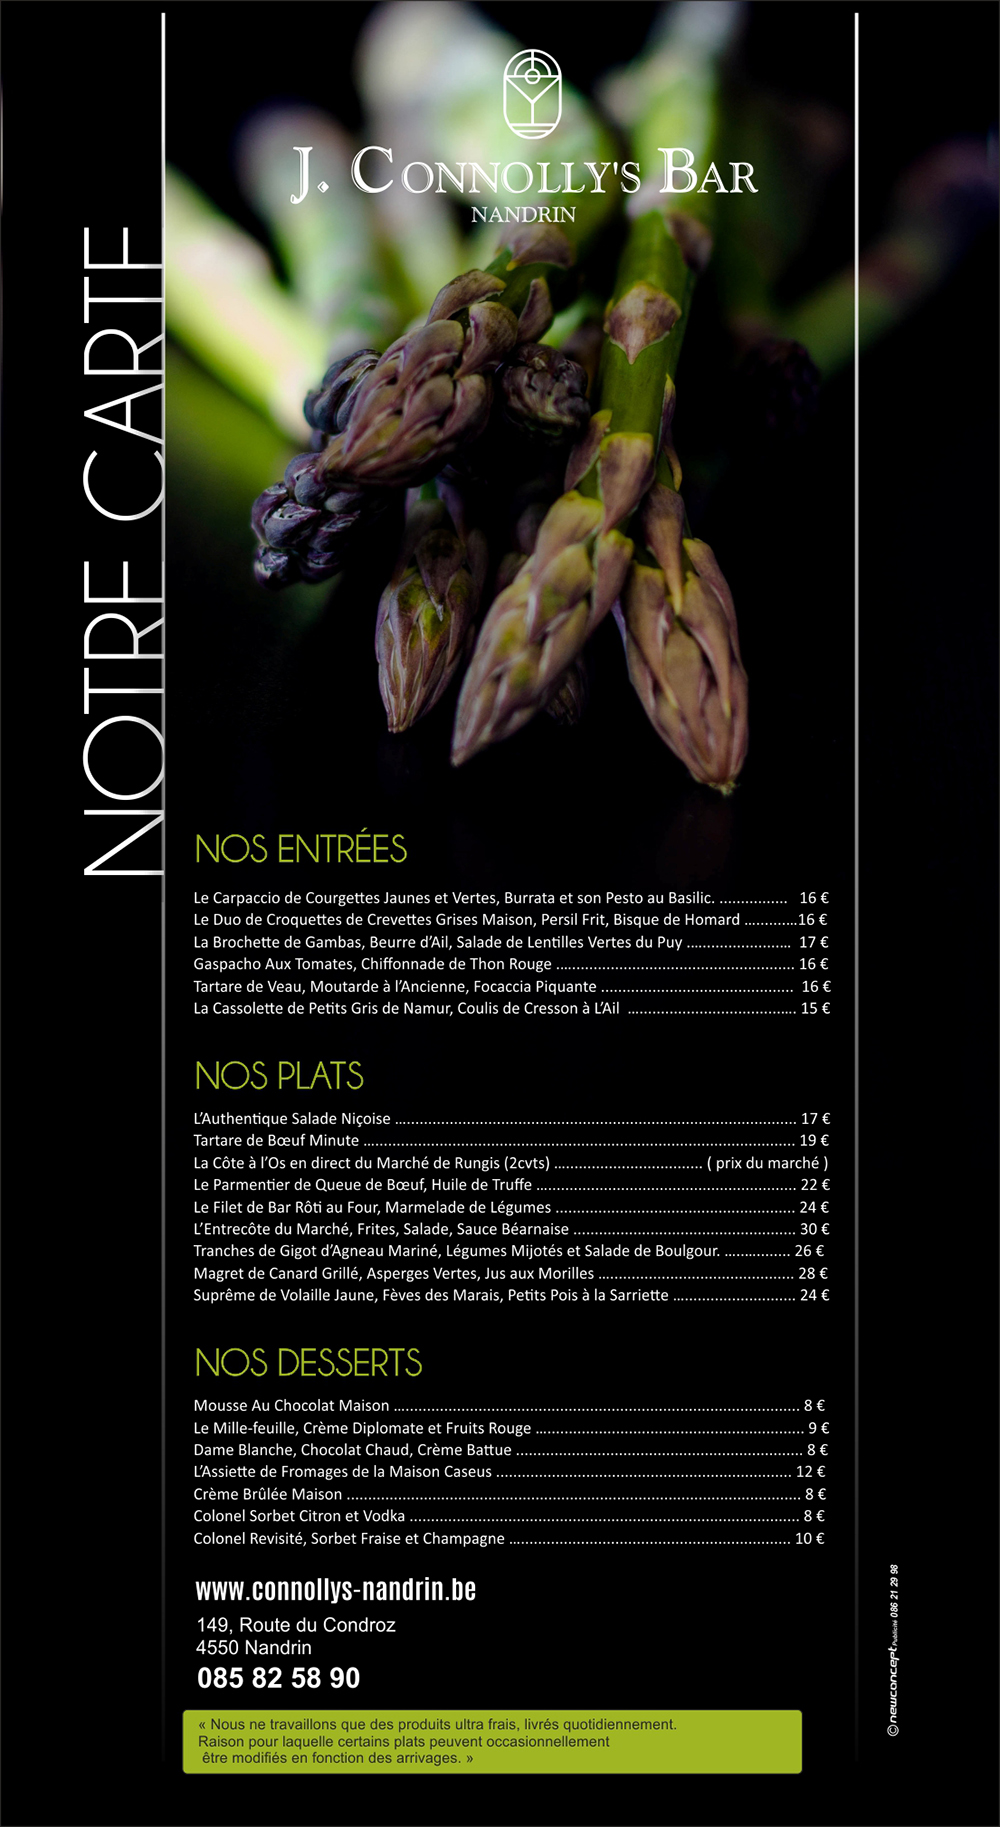 J. CONNOLLY'S BAR
NANDRIN
NOTRE CARTE
NOS ENTRÉES
Le Carpaccio de Courgettes Jaunes et Vertes, Burrata et son Pesto au Basilic. ................ 16 €
Le Duo de Croquettes de Crevettes Grises Maison, Persil Frit, Bisque de Homard ............16 €
La Brochette de Gambas, Beurre d'Ail, Salade de Lentilles Vertes du Puy ........................ 17 €
Gaspacho Aux Tomates, Chiffonnade de Thon Rouge ....................................................... 16 €
Tartare de Veau, Moutarde à l'Ancienne, Focaccia Piquante ............................................ 16 €
La Cassolette de Petits Gris de Namur, Coulis de Cresson à L'Ail ....................................... 15 €
NOS PLATS
L'Authentique Salade Niçoise ............................................................................................ 17 €
Tartare de Bœuf Minute .................................................................................................... 19 €
La Côte à l'Os en direct du Marché de Rungis (2cvts) .................................. ( prix du marché )
Le Parmentier de Queue de Bœuf, Huile de Truffe ............................................................ 22 €
Le Filet de Bar Rôti au Four, Marmelade de Légumes ....................................................... 24 €
L'Entrecôte du Marché, Frites, Salade, Sauce Béarnaise .................................................... 30 €
Tranches de Gigot d'Agneau Mariné, Légumes Mijotés et Salade de Boulgour. ................ 26 €
Magret de Canard Grillé, Asperges Vertes, Jus aux Morilles ............................................. 28 €
Suprême de Volaille Jaune, Fèves des Marais, Petits Pois à la Sarriette ............................ 24 €
NOS DESSERTS
Mousse Au Chocolat Maison ............................................................................................. 8 €
Le Mille-feuille, Crème Diplomate et Fruits Rouge ............................................................. 9 €
Dame Blanche, Chocolat Chaud, Crème Battue .................................................................. 8 €
L'Assiette de Fromages de la Maison Caseus .................................................................... 12 €
Crème Brûlée Maison ........................................................................................................ 8 €
Colonel Sorbet Citron et Vodka .......................................................................................... 8 €
Colonel Revisité, Sorbet Fraise et Champagne ................................................................. 10 €
www.connollys-nandrin.be
149, Route du Condroz
4550 Nandrin
085 82 58 90
« Nous ne travaillons que des produits ultra frais, livrés quotidiennement.
Raison pour laquelle certains plats peuvent occasionnellement
être modifiés en fonction des arrivages. »
©newconcept Publicité 086 21 29 98